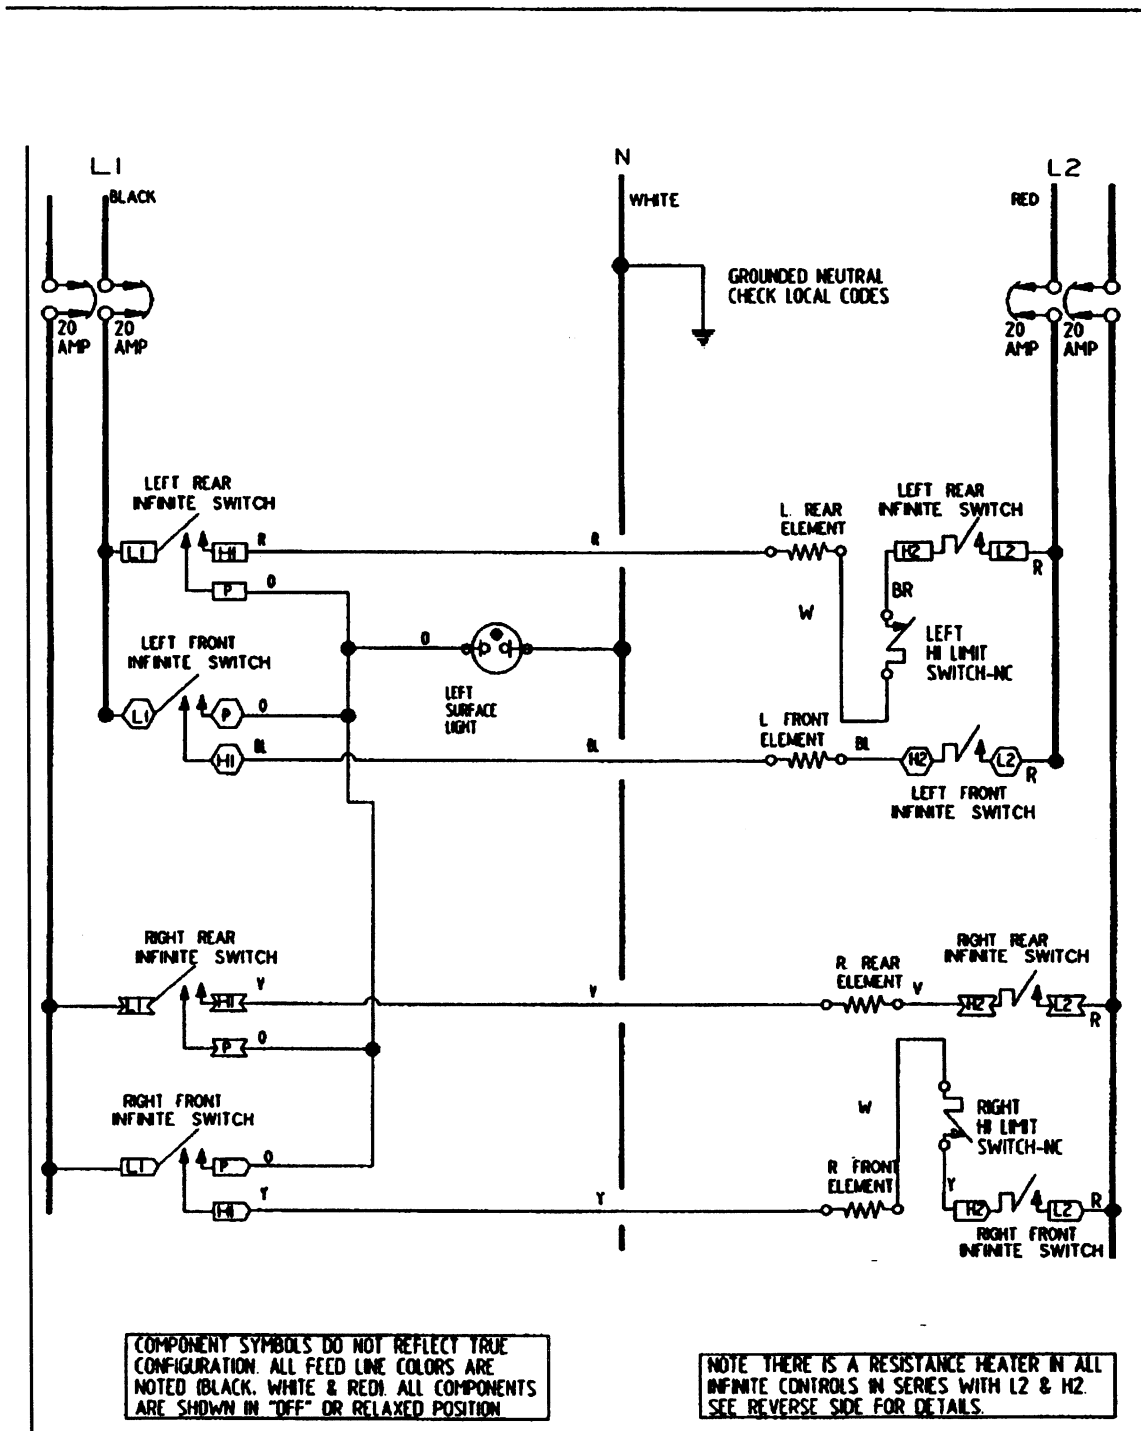 L1
N
L2
BLACK
WHITE
RED
GROUNDED NEUTRAL
CHECK LOCAL CODES
20
AMP
20
AMP
20
AMP
20
AMP
LEFT REAR
INFINITE SWITCH
L1
H1
R
R
P
O
L. REAR
ELEMENT
LEFT REAR
INFINITE SWITCH
H2
L2
R
BR
W
LEFT
HI LIMIT
SWITCH-NC
LEFT FRONT
INFINITE SWITCH
L1
P
O
H1
BL
BL
O
LEFT
SURFACE
LIGHT
L FRONT
ELEMENT
BL
H2
L2
R
LEFT FRONT
INFINITE SWITCH
RIGHT REAR
INFINITE SWITCH
L1
H1
V
V
P
O
R. REAR
ELEMENT
V
RIGHT REAR
INFINITE SWITCH
H2
L2
R
W
RIGHT
HI LIMIT
SWITCH-NC
RIGHT FRONT
INFINITE SWITCH
L1
P
O
H1
Y
Y
R FRONT
ELEMENT
Y
H2
L2
R
RIGHT FRONT
INFINITE SWITCH
COMPONENT SYMBOLS DO NOT REFLECT TRUE
CONFIGURATION. ALL FEED LINE COLORS ARE
NOTED (BLACK, WHITE & RED). ALL COMPONENTS
ARE SHOWN IN "OFF" OR RELAXED POSITION
NOTE THERE IS A RESISTANCE HEATER IN ALL
INFINITE CONTROLS IN SERIES WITH L2 & H2.
SEE REVERSE SIDE FOR DETAILS.